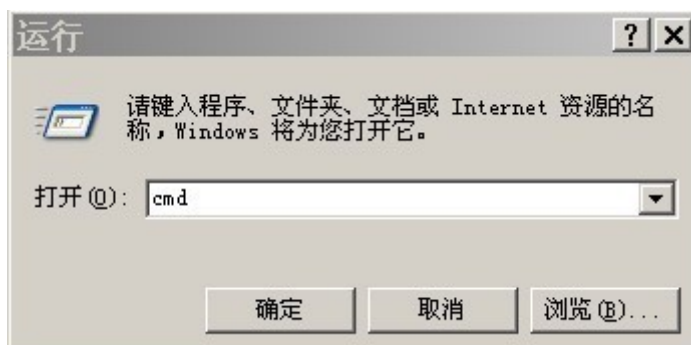 运行
请键入程序、文件夹、文档或 Internet 资源的名
称，Windows 将为您打开它。
打开(O): cmd
确定 取消 浏览(B)...